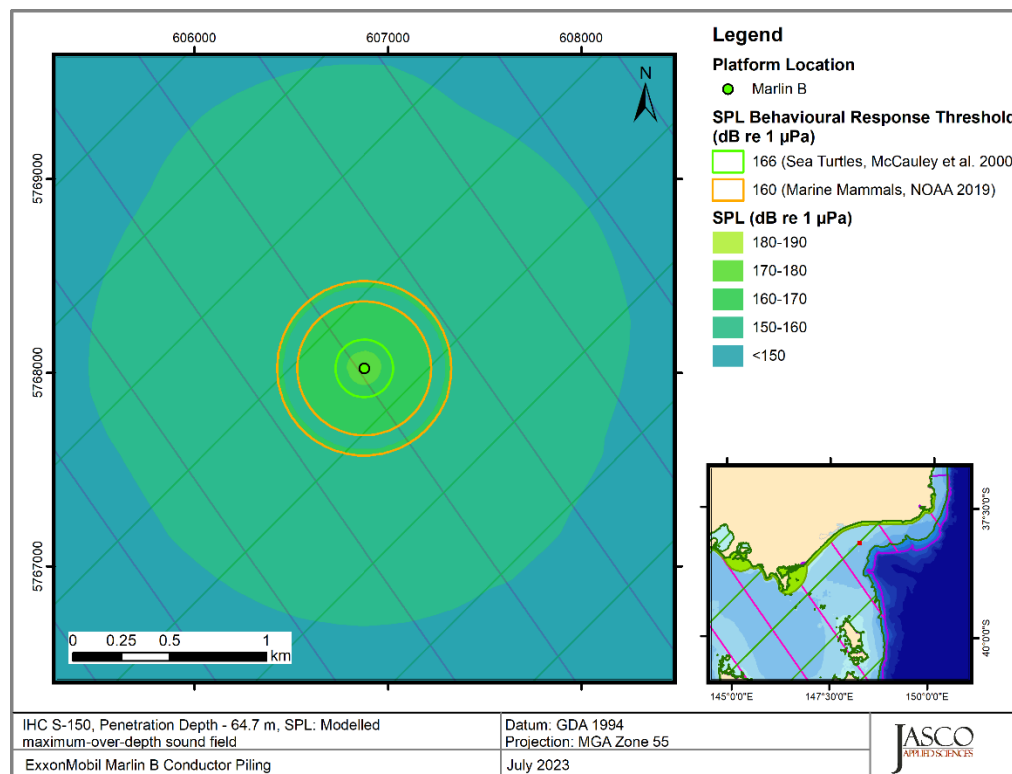 606000
607000
608000
5769000
5768000
5767000
N
0
0.25
0.5
1
km
Legend
Platform Location
Marlin B
SPL Behavioural Response Threshold
(dB re 1 µPa)
166 (Sea Turtles, McCauley et al. 2000
160 (Marine Mammals, NOAA 2019)
SPL (dB re 1 µPa)
180-190
170-180
160-170
150-160
<150
37°30'0"S
40°0'0"S
145°0'0"E
147°30'0"E
150°0'0"E
IHC S-150, Penetration Depth - 64.7 m, SPL: Modelled
maximum-over-depth sound field
ExxonMobil Marlin B Conductor Piling
Datum: GDA 1994
Projection: MGA Zone 55
July 2023
JASCO
APPLIED SCIENCES